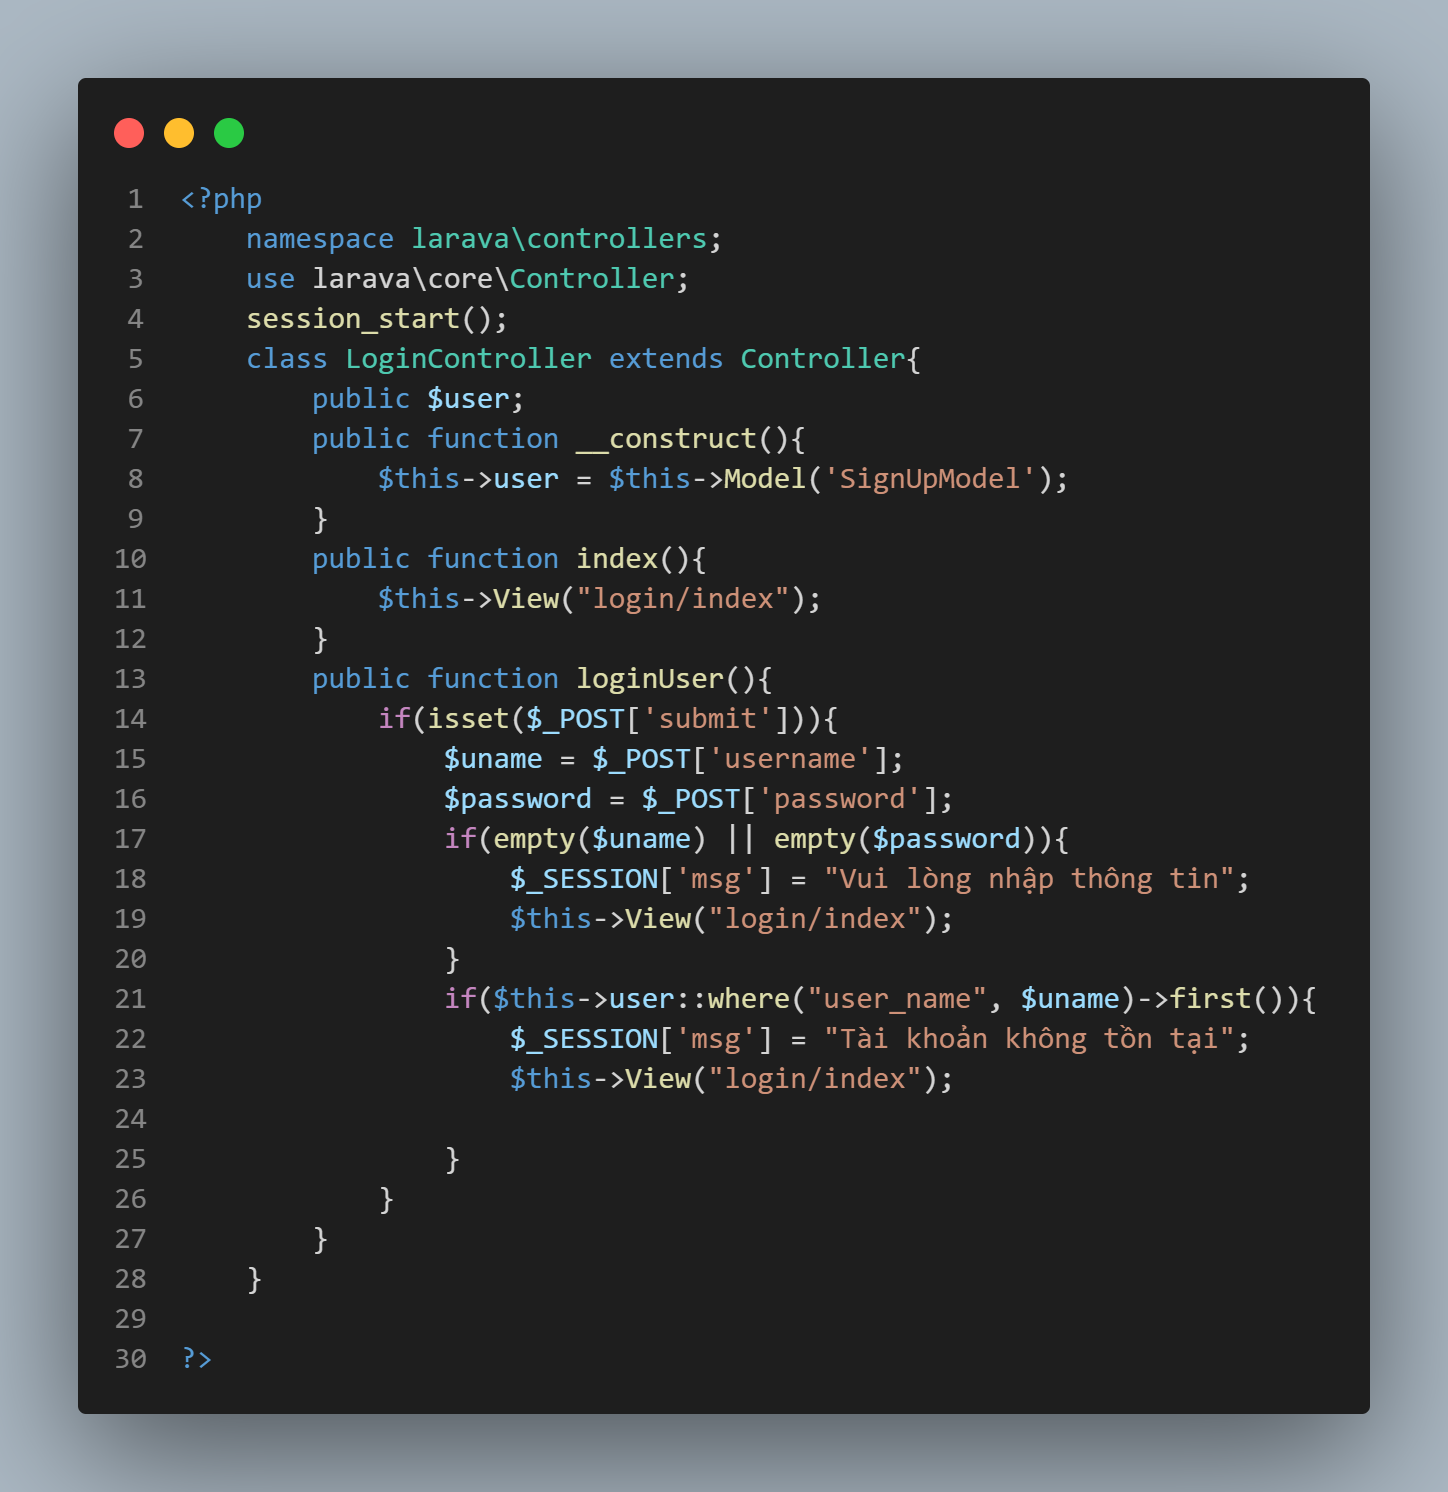 1 <?php
2 namespace larava\controllers;
3 use larava\core\Controller;
4 session_start();
5 class LoginController extends Controller{
6 public $user;
7 public function __construct(){
8 $this->user = $this->Model('SignUpModel');
9 }
10 public function index(){
11 $this->View("login/index");
12 }
13 public function loginUser(){
14 if(isset($_POST['submit'])){
15 $uname = $_POST['username'];
16 $password = $_POST['password'];
17 if(empty($uname) || empty($password)){
18 $_SESSION['msg'] = "Vui lòng nhập thông tin";
19 $this->View("login/index");
20 }
21 if($this->user::where("user_name", $uname)->first()){
22 $_SESSION['msg'] = "Tài khoản không tồn tại";
23 $this->View("login/index");
24
25 }
26 }
27 }
28 }
29
30 ?>